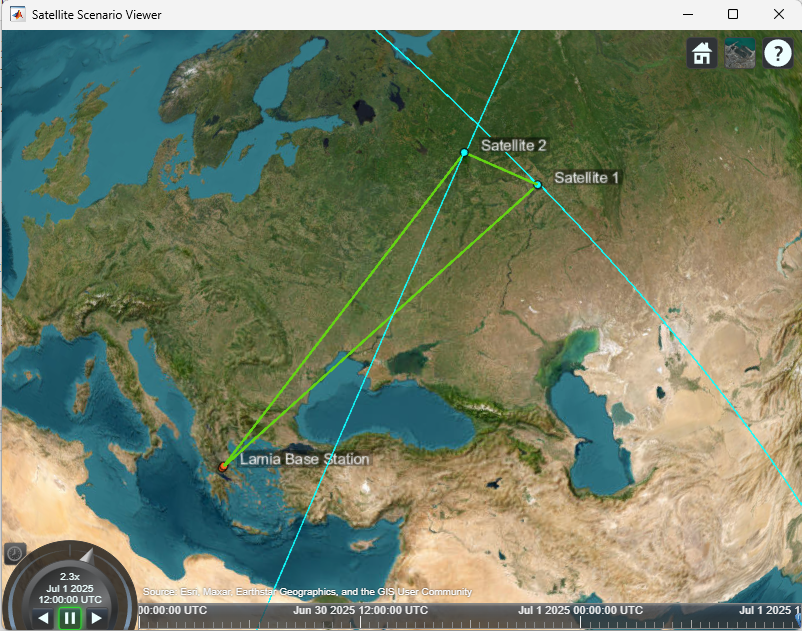 Satellite Scenario Viewer
?
Satellite 2
Satellite 1
Lamia Base Station
2.3x
Jul 1 2025
12:00:00 UTC
Source: Esri, Maxar, Earthstar Geographics, and the GIS User Community
00:00:00 UTC
Jun 30 2025 12:00:00 UTC
Jul 1 2025 00:00:00 UTC
Jul 1 2025 1